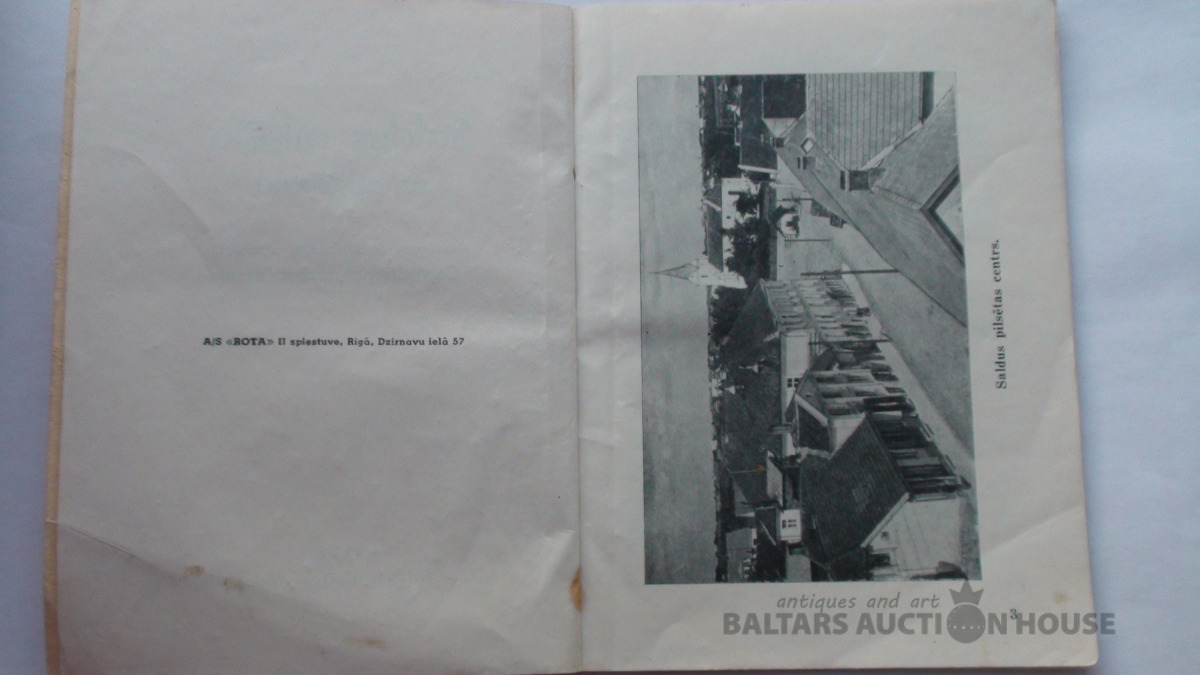 A/S «ROTA» II spiestuve, Rīgā, Dzirnavu ielā 57
Saldus pilsētas centrs.
3
antiques and art
BALTARS AUCTION HOUSE